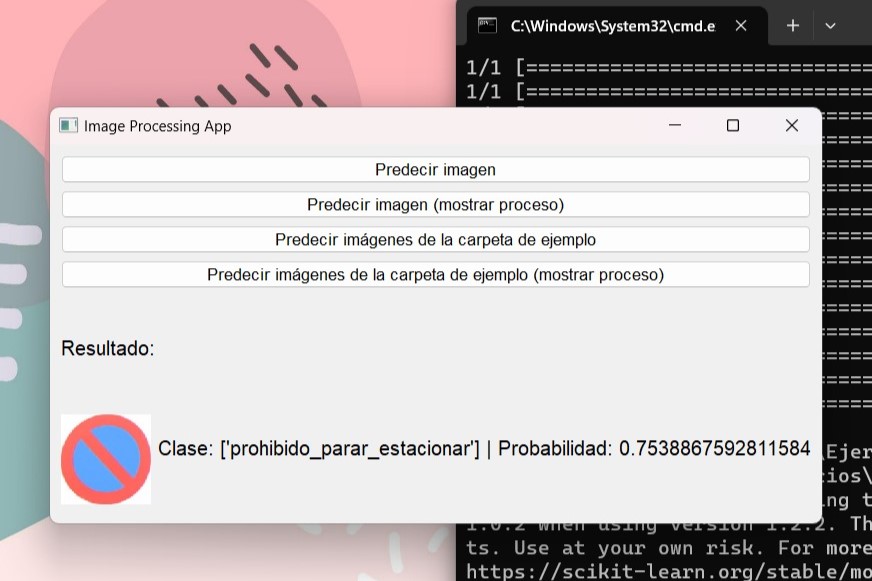 C:\Windows\System32\cmd.e
1/1 [==============================
1/1 [==============================
Image Processing App
Predecir imagen
Predecir imagen (mostrar proceso)
Predecir imágenes de la carpeta de ejemplo
Predecir imágenes de la carpeta de ejemplo (mostrar proceso)
Resultado:
Clase: ['prohibido_parar_estacionar'] | Probabilidad: 0.7538867592811584
\Ejer
cios\
ng t
1.0.2 when using version 1.2.2. Th
ts. Use at your own risk. For more
https://scikit-learn.org/stable/mo